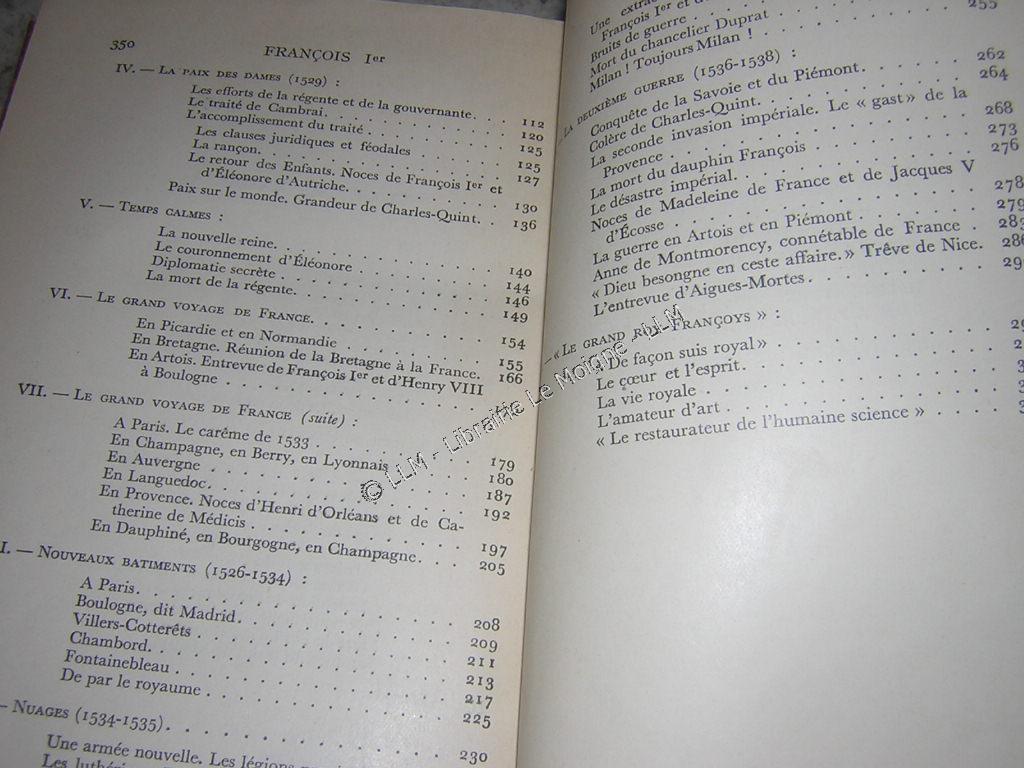 350
FRANÇOIS Ier
IV. — LA PAIX DES DAMES (1529) :
Les efforts de la régente et de la gouvernante. . . 112
Le traité de Cambrai. . . . . . . . . . 120
L'accomplissement du traité . . . . . . . . . 125
Les clauses juridiques et féodales . . . . . . . 125
La rançon. . . . . . . . . . . . 127
Le retour des Enfants. Noces de François Ier et
d'Éléonore d'Autriche. . . . . . . . . 130
Paix sur le monde. Grandeur de Charles-Quint. . . 136
V. — TEMPS CALMES :
La nouvelle reine. . . . . . . . . . . 140
Le couronnement d'Éléonore . . . . . . . . 144
Diplomatie secrète . . . . . . . . . . 146
La mort de la régente. . . . . . . . . . 149
VI. — LE GRAND VOYAGE DE FRANCE. . . . . . . . .
En Picardie et en Normandie . . . . . . . . 154
En Bretagne. Réunion de la Bretagne à la France. 155
En Artois. Entrevue de François Ier et d'Henry VIII 166
à Boulogne . . . . . . . . . . . .
VII. — LE GRAND VOYAGE DE FRANCE (suite) :
A Paris. Le carême de 1533 . . . . . . . . 179
En Champagne, en Berry, en Lyonnais . . . . 180
En Auvergne . . . . . . . . . . . 187
En Languedoc. . . . . . . . . . . . 192
En Provence. Noces d'Henri d'Orléans et de Ca-
therine de Médicis . . . . . . . . . . 197
En Dauphiné, en Bourgogne, en Champagne. . . . 205
I. — NOUVEAUX BATIMENTS (1526-1534) :
A Paris. . . . . . . . . . . . . 208
Boulogne, dit Madrid. . . . . . . . . . 209
Villers-Cotterêts . . . . . . . . . . . 211
Chambord. . . . . . . . . . . . 213
Fontainebleau . . . . . . . . . . . 217
De par le royaume . . . . . . . . . . 225
— NUAGES (1534-1535). . . . . . . . . . . 230
Une armée nouvelle. Les légions
Une
François Ier et
Bruits de guerre . . . . . . . . . .
Mort du chancelier Duprat . . . . . . . . 255
Milan ! Toujours Milan !
LA DEUXIÈME GUERRE (1536-1538) :
Conquête de la Savoie et du Piémont. . . . . . 262
Colère de Charles-Quint. . . . . . . . . . 264
La seconde invasion impériale. Le « gast » de la
Provence . . . . . . . . . . . . 268
La mort du dauphin François . . . . . . . . 273
Le désastre impérial. . . . . . . . . . . 276
Noces de Madeleine de France et de Jacques V
d'Écosse . . . . . . . . . . . . 278
La guerre en Artois et en Piémont . . . . . . 279
Anne de Montmorency, connétable de France . . 283
« Dieu besongne en ceste affaire. » Trêve de Nice.
L'entrevue d'Aigues-Mortes . . . . . . . .
— « LE GRAND ROY FRANÇOYS » :
« De façon suis royal » . . . . . . . . . .
Le cœur et l'esprit. . . . . . . . . . .
La vie royale . . . . . . . . . . . .
L'amateur d'art . . . . . . . . . . .
« Le restaurateur de l'humaine science » . . . . .
© LLM - Librairie Le Moigne - LLM